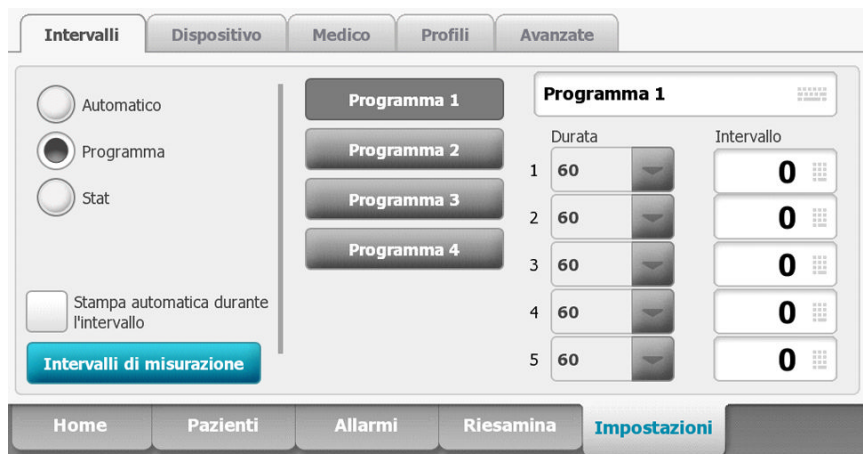 Intervalli
Dispositivo
Medico
Profili
Avanzate
Automatico
Programma
Stat
Stampa automatica durante
l'intervallo
Intervalli di misurazione
Programma 1
Programma 2
Programma 3
Programma 4
Programma 1
Durata Intervallo
1 60 0
2 60 0
3 60 0
4 60 0
5 60 0
Home
Pazienti
Allarmi
Riesamina
Impostazioni